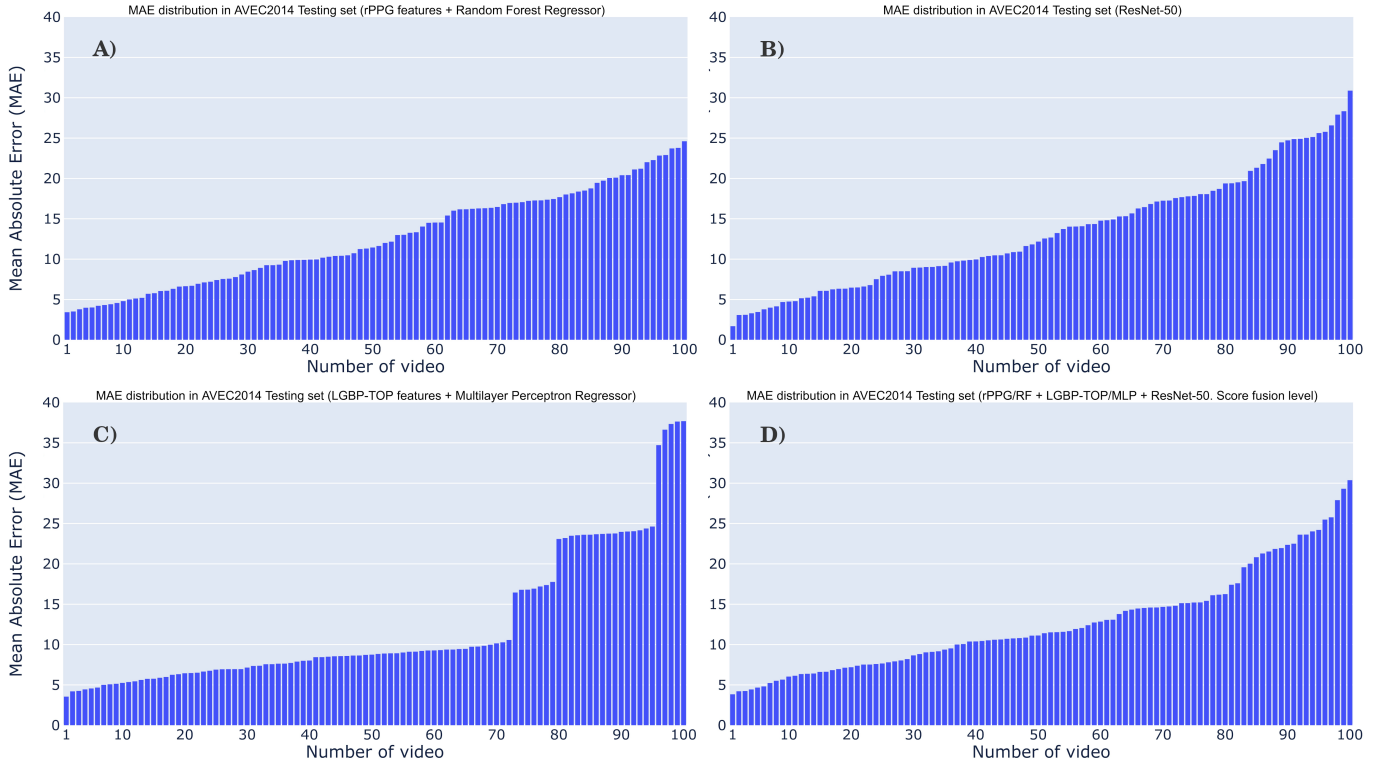 MAE distribution in AVEC2014 Testing set (rPPG features + Random Forest Regressor)
A)
Mean Absolute Error (MAE)
40
35
30
25
20
15
10
5
0
1 10 20 30 40 50 60 70 80 90 100
Number of video
MAE distribution in AVEC2014 Testing set (ResNet-50)
B)
40
35
30
25
20
15
10
5
0
1 10 20 30 40 50 60 70 80 90 100
Number of video
MAE distribution in AVEC2014 Testing set (LGBP-TOP features + Multilayer Perceptron Regressor)
C)
Mean Absolute Error (MAE)
40
35
30
25
20
15
10
5
0
1 10 20 30 40 50 60 70 80 90 100
Number of video
MAE distribution in AVEC2014 Testing set (rPPG/RF + LGBP-TOP/MLP + ResNet-50. Score fusion level)
D)
40
35
30
25
20
15
10
5
0
1 10 20 30 40 50 60 70 80 90 100
Number of video